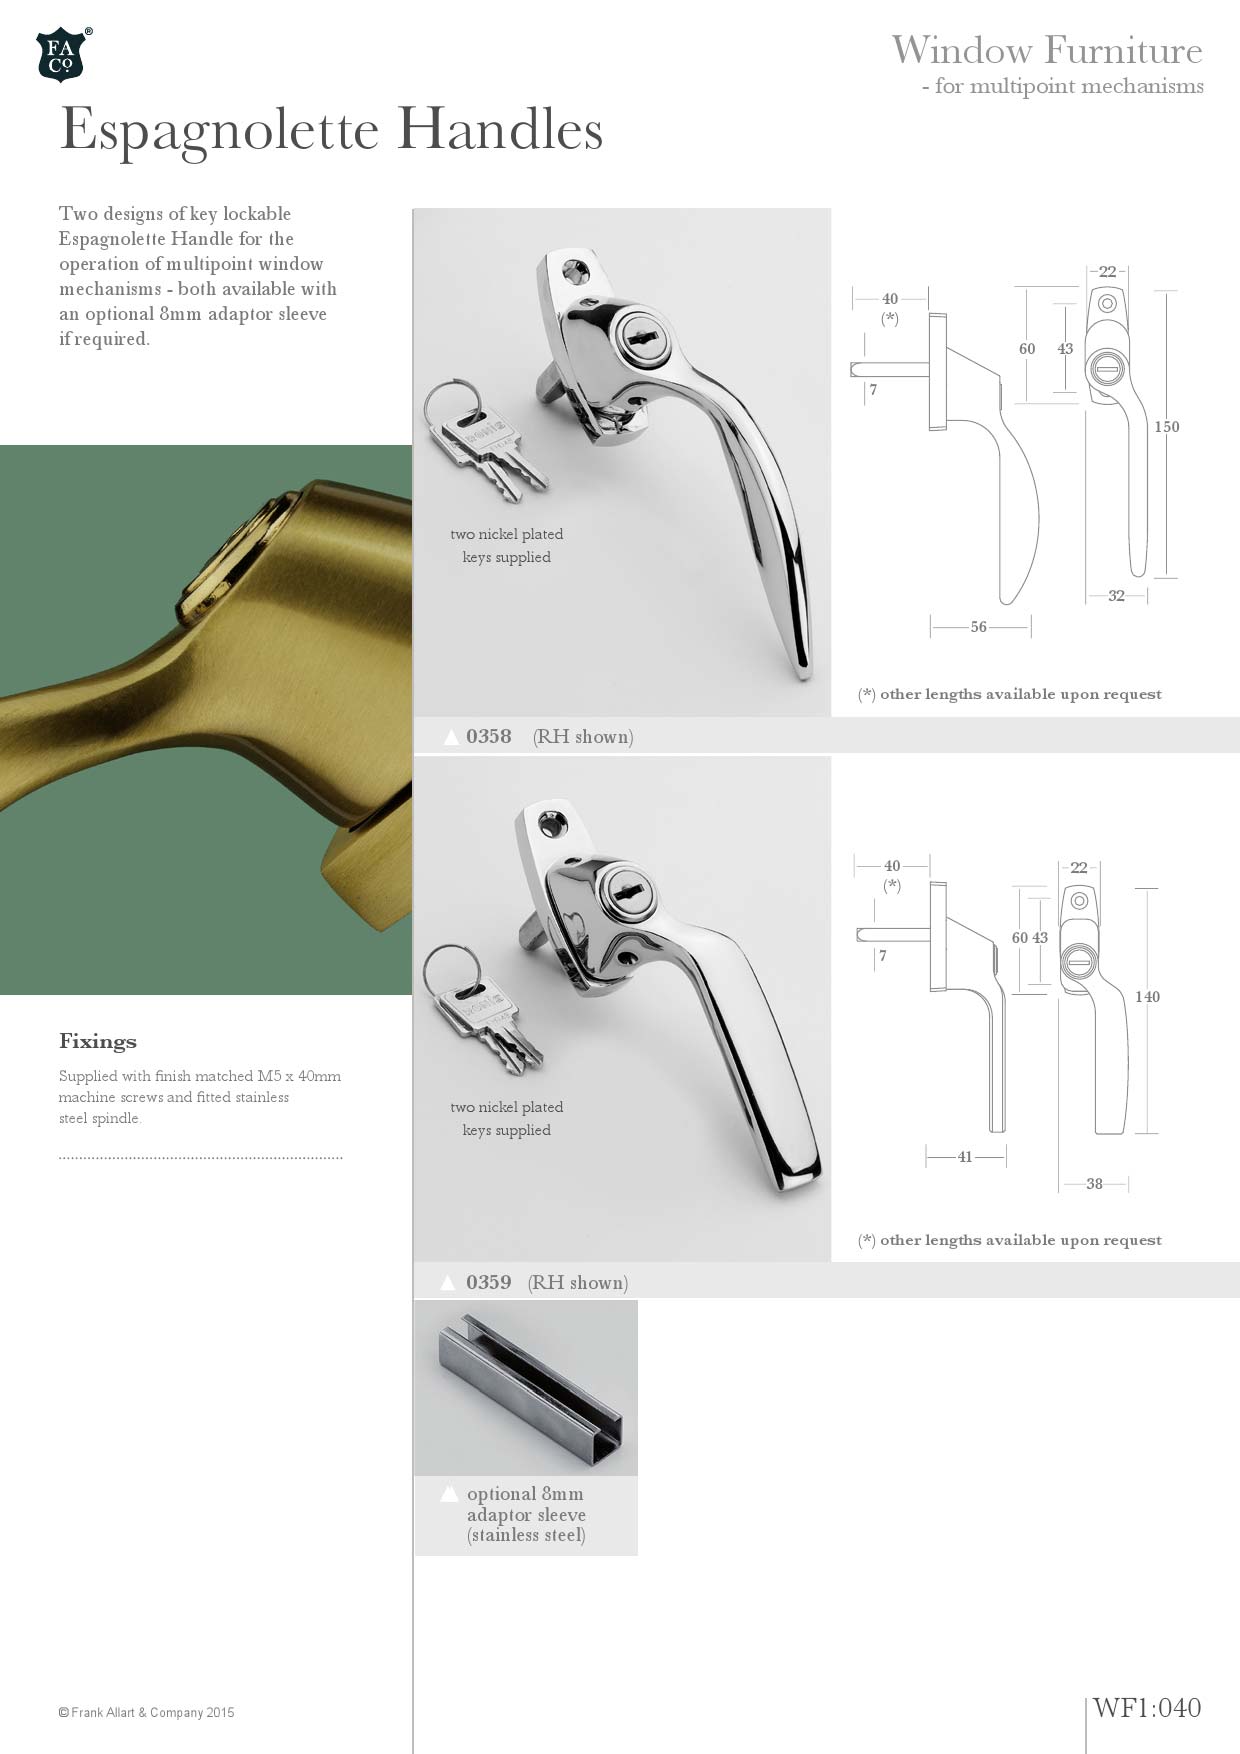 FA
Co.
®
Window Furniture
- for multipoint mechanisms
Espagnolette Handles
Two designs of key lockable
Espagnolette Handle for the
operation of multipoint window
mechanisms - both available with
an optional 8mm adaptor sleeve
if required.
two nickel plated
keys supplied
40
(*)
7
56
22
60
43
150
32
(*) other lengths available upon request
0358 (RH shown)
two nickel plated
keys supplied
40
(*)
7
41
22
60 43
140
38
(*) other lengths available upon request
0359 (RH shown)
Fixings
Supplied with finish matched M5 x 40mm
machine screws and fitted stainless
steel spindle.
optional 8mm
adaptor sleeve
(stainless steel)
© Frank Allart & Company 2015
WF1:040